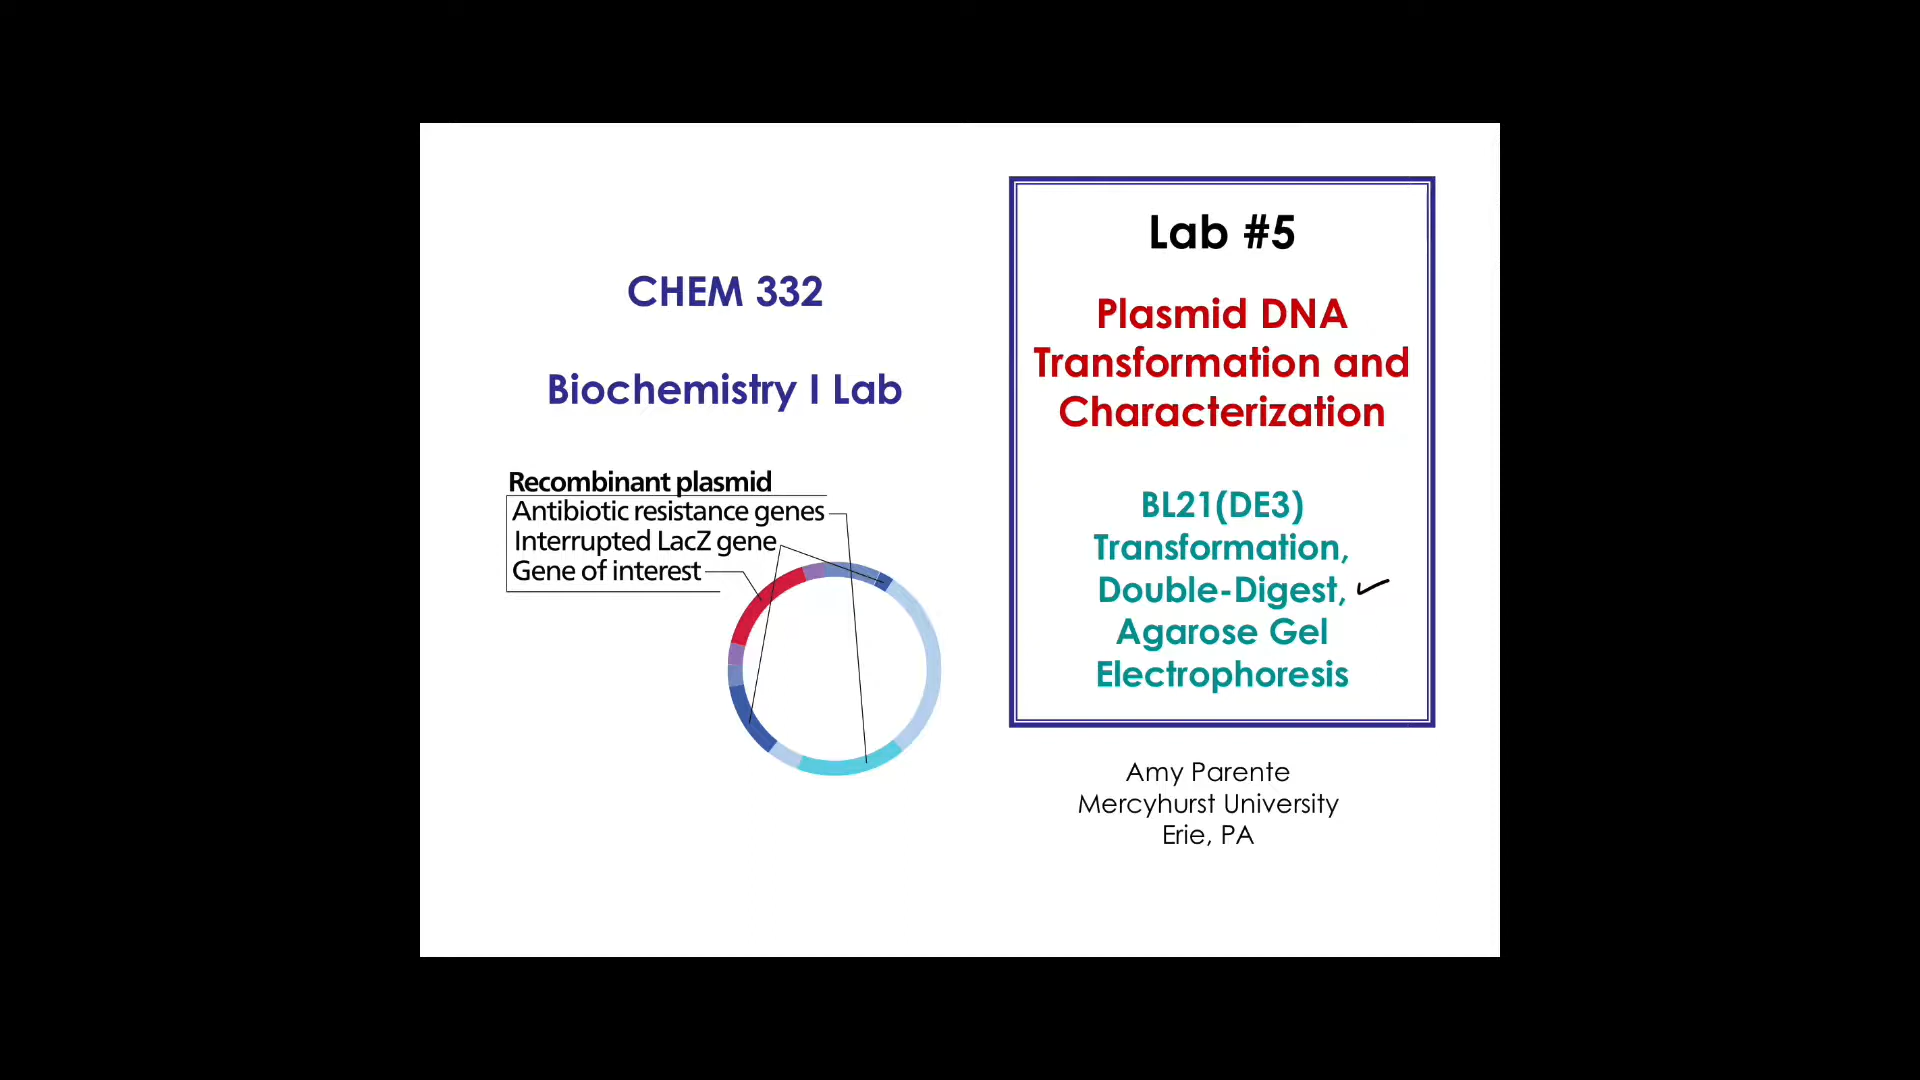 CHEM 332
Biochemistry I Lab
Recombinant plasmid
Antibiotic resistance genes
Interrupted LacZ gene
Gene of interest
Lab #5
Plasmid DNA
Transformation and
Characterization
BL21(DE3)
Transformation,
Double-Digest,
Agarose Gel
Electrophoresis
Amy Parente
Mercyhurst University
Erie, PA